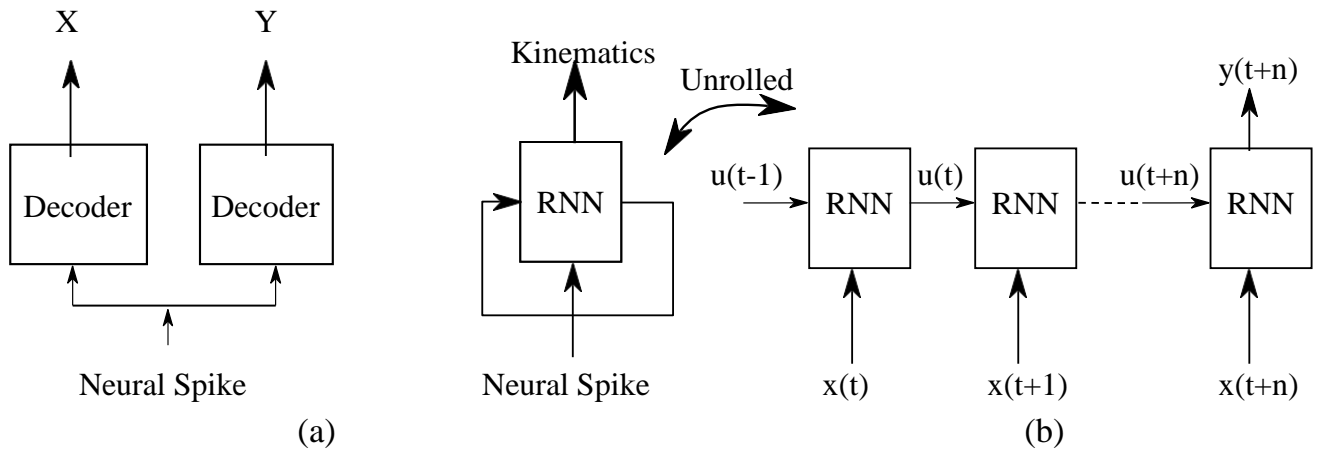 X
Y
Decoder
Decoder
Neural Spike
(a)
Kinematics
Unrolled
RNN
Neural Spike
y(t+n)
u(t-1)
u(t)
u(t+n)
RNN
RNN
RNN
x(t)
x(t+1)
x(t+n)
(b)